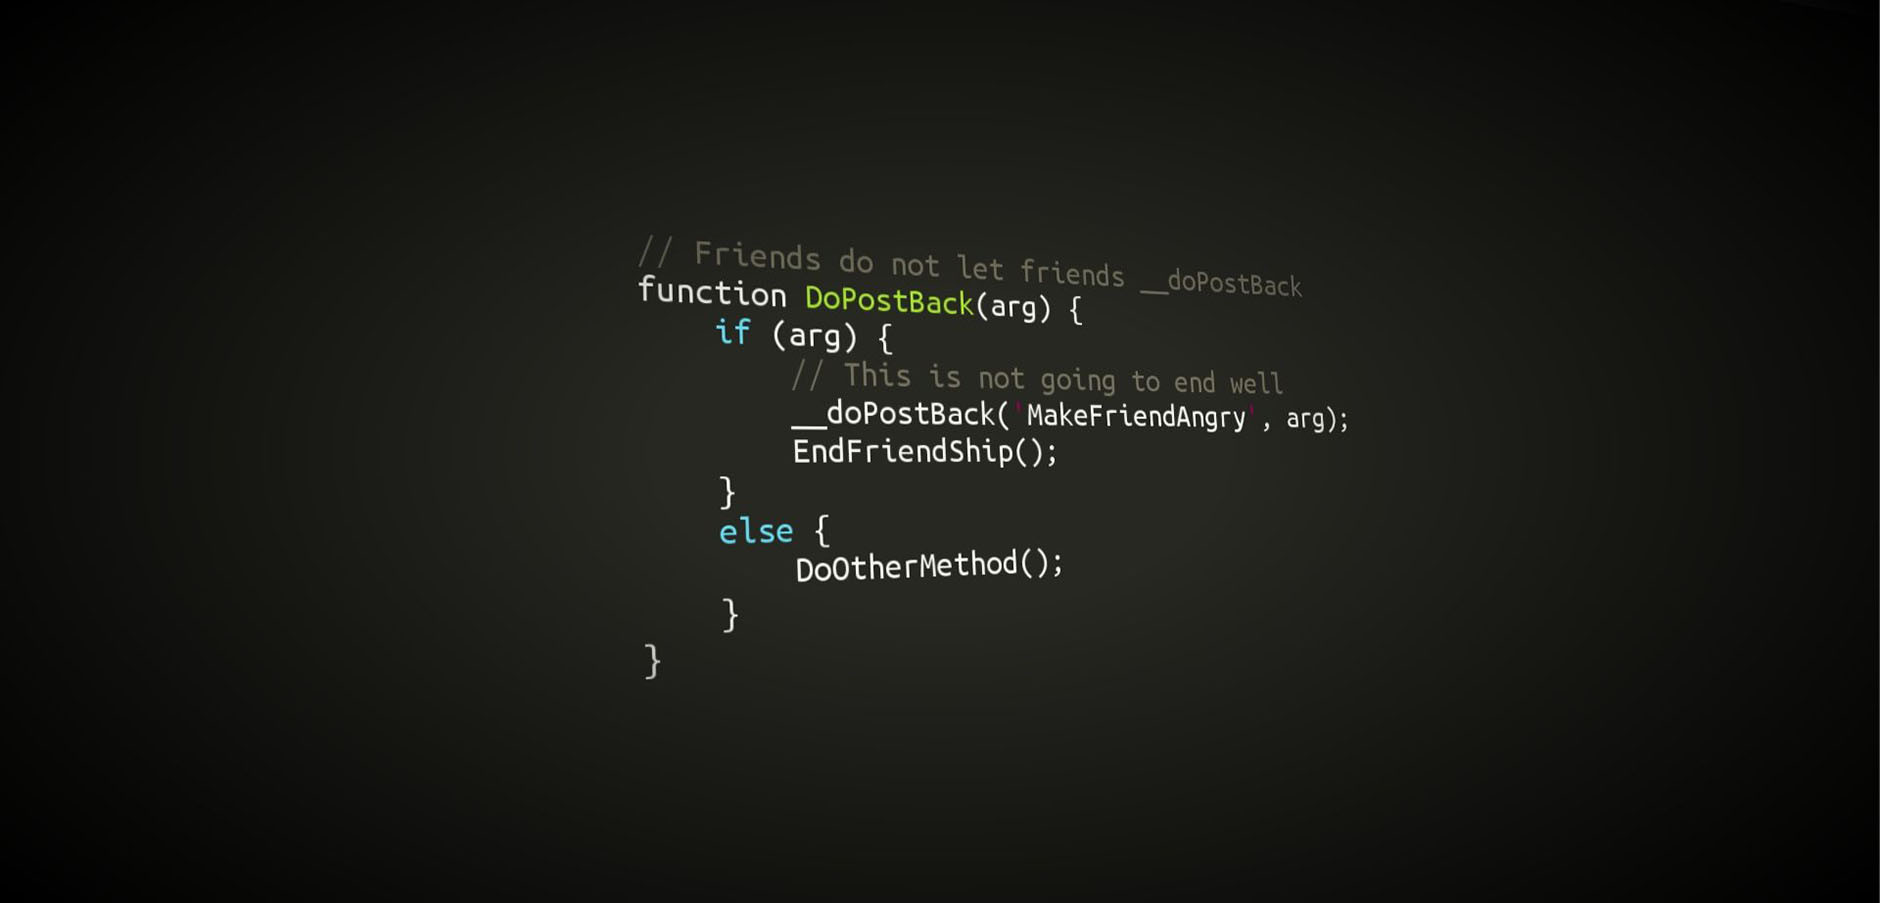 // Friends do not let friends __doPostBack
function DoPostBack(arg) {
if (arg) {
// This is not going to end well
__doPostBack('MakeFriendAngry', arg);
EndFriendShip();
}
else {
DoOtherMethod();
}
}